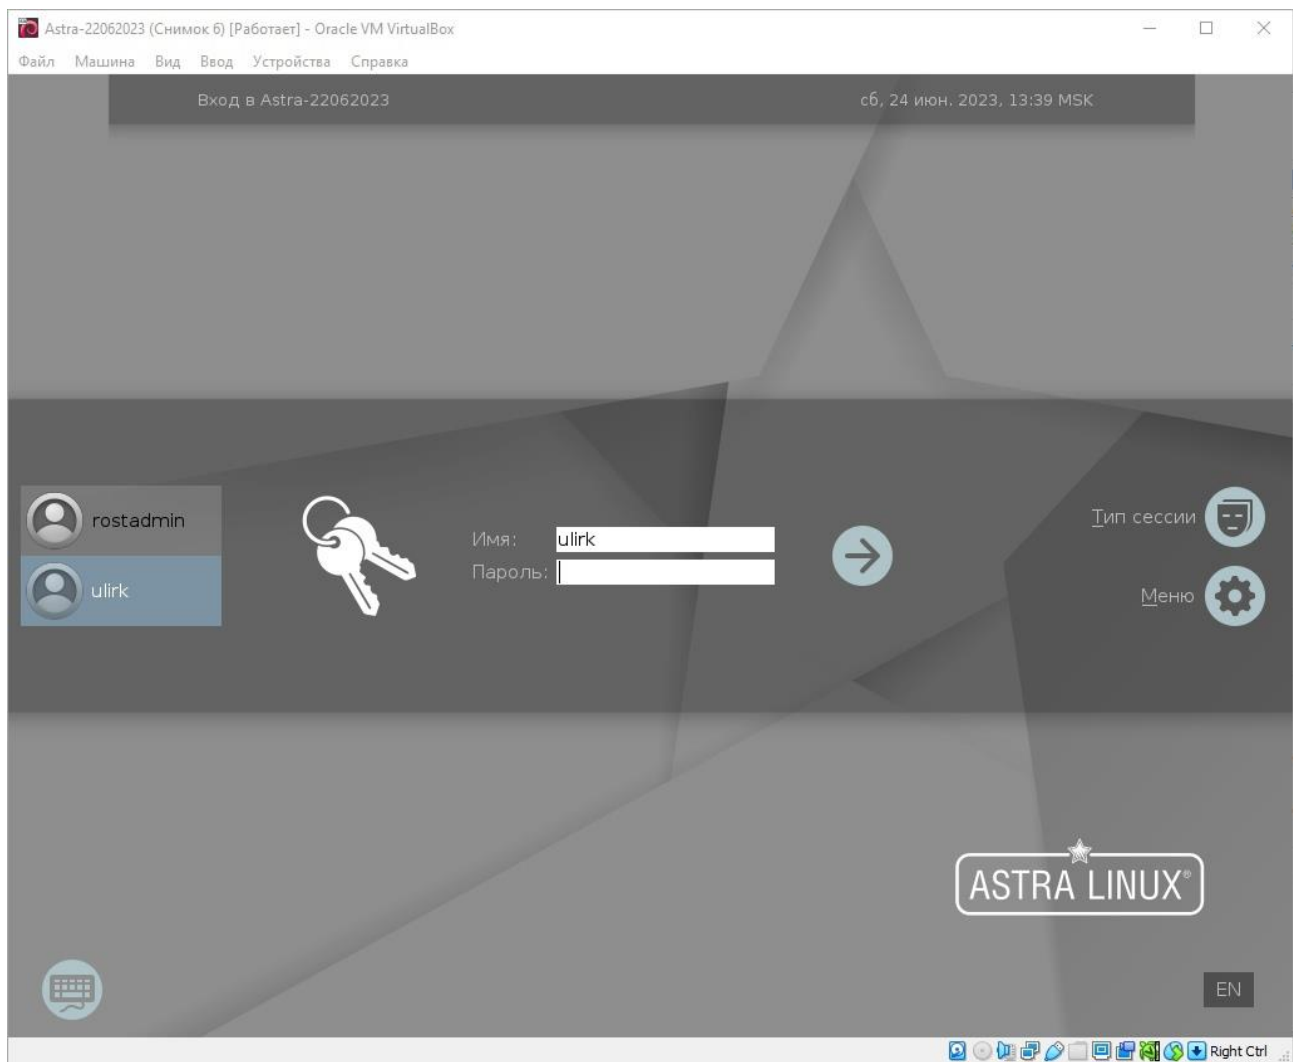 Astra-22062023 (Снимок 6) [Работает] - Oracle VM VirtualBox
Файл Машина Вид Ввод Устройства Справка
Вход в Astra-22062023 сб, 24 июн. 2023, 13:39 MSK
rostadmin
ulirk
Имя: ulirk
Пароль:
Тип сессии
Меню
ASTRA LINUX®
EN
Right Ctrl